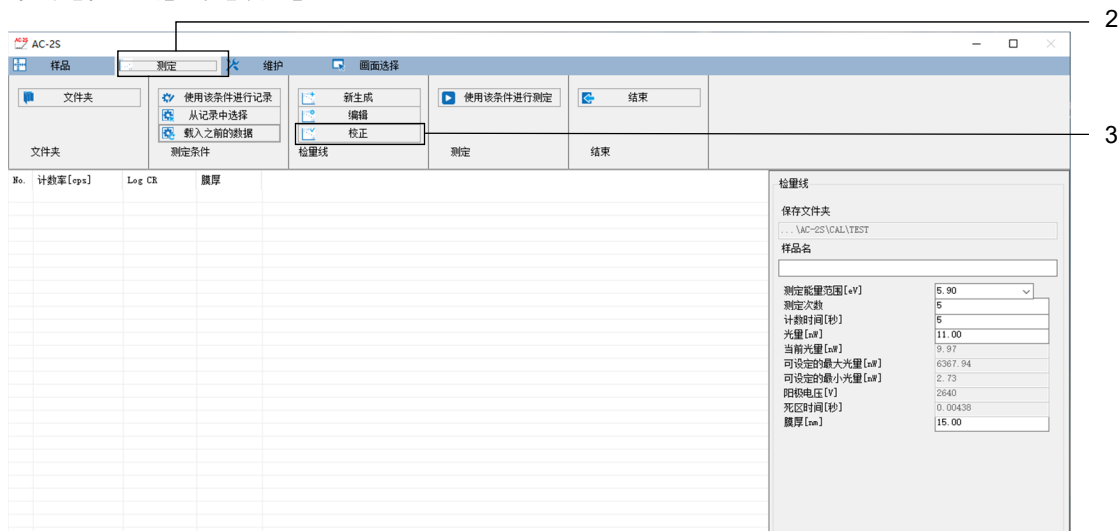 2
AC-2S
样品 测定 维护 画面选择
文件夹 使用该条件进行记录 新生成 使用该条件进行测定 结束
从记录中选择 编辑
载入之前的数据 校正
3
文件夹 测定条件 检量线 测定 结束
No. 计数率[cps] Log CR 膜厚
检量线
保存文件夹
...\AC-2S\CAL\TEST
样品名
测定能量范围[eV] 5.90
测定次数 5
计数时间[秒] 5
光量[nW] 11.00
当前光量[nW] 9.97
可设定的最大光量[nW] 6367.94
可设定的最小光量[nW] 2.73
阳极电压[V] 2640
死区时间[秒] 0.00438
膜厚[nm] 15.00